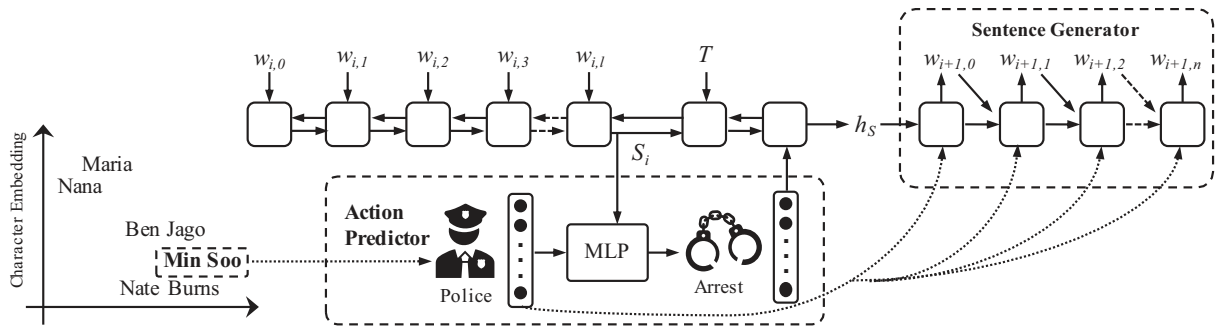 Sentence Generator
w_{i,0} w_{i,1} w_{i,2} w_{i,3} w_{i,l} T w_{i+1,0} w_{i+1,1} w_{i+1,2} w_{i+1,n}
h_S
S_i
Character Embedding
Maria
Nana
Ben Jago
Min Soo
Nate Burns
Action
Predictor
MLP
Police
Arrest